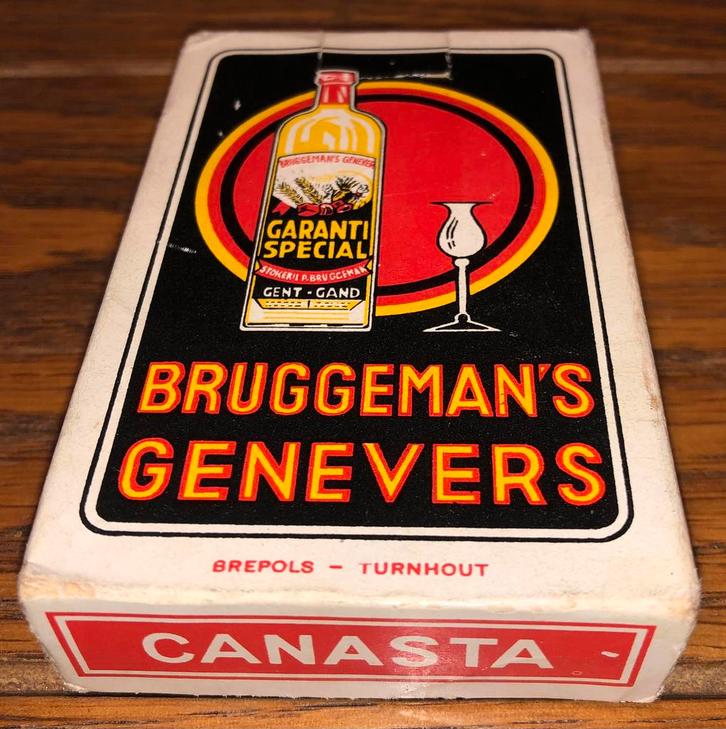 BRUGGEMAN'S GENEVER
GARANTI
SPECIAL
STOKERIJ P. BRUGGEMAN
GENT - GAND
BRUGGEMAN'S
GENEVERS
BREPOLS - TURNHOUT
CANASTA